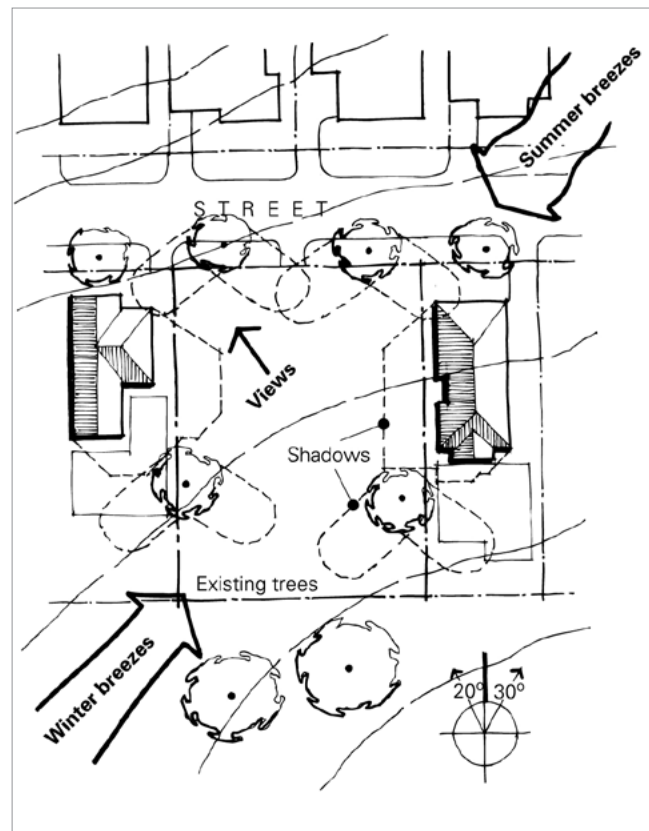 Summer breezes
STREET
Views
Shadows
Existing trees
Winter breezes
20° 30°